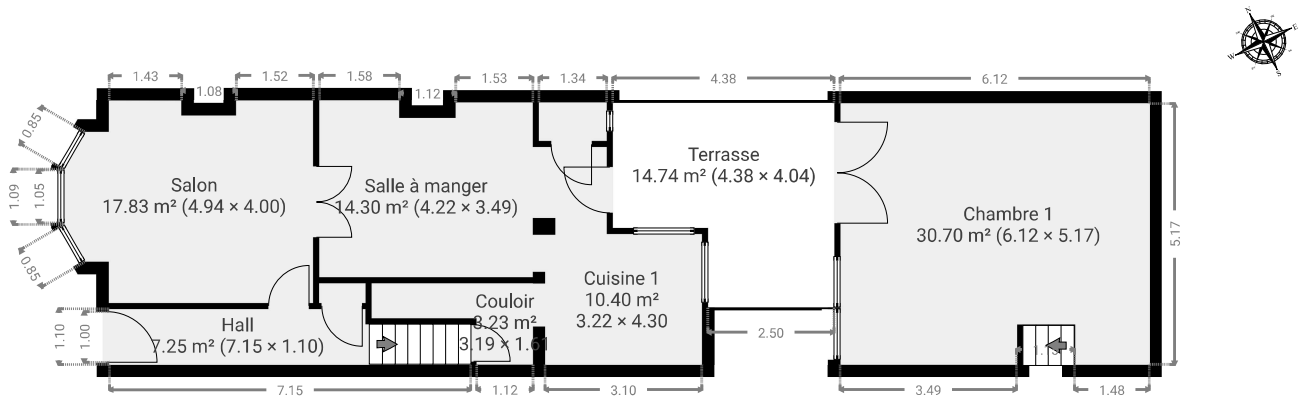 N
E
W
S
1.43
1.08
1.52
1.58
1.12
1.53
1.34
4.38
6.12
0.85
1.09
1.05
0.85
Salon
17.83 m² (4.94 × 4.00)
Salle à manger
14.30 m² (4.22 × 3.49)
Terrasse
14.74 m² (4.38 × 4.04)
Chambre 1
30.70 m² (6.12 × 5.17)
5.17
Cuisine 1
10.40 m²
3.22 × 4.30
Couloir
3.23 m²
3.19 × 1.61
Hall
7.25 m² (7.15 × 1.10)
1.10
1.00
2.50
7.15
1.12
3.10
3.49
1.48